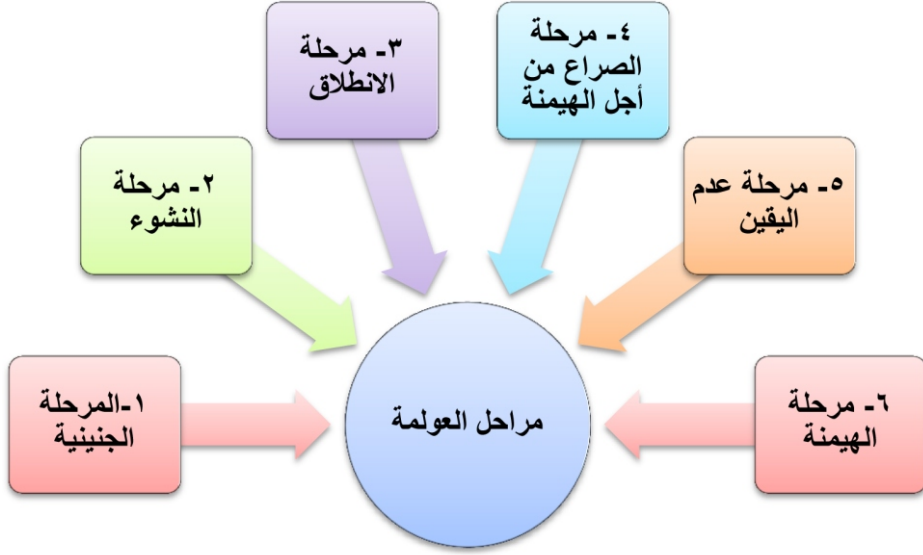 ١-المرحلة
الجنينية
٢- مرحلة
النشوء
٣- مرحلة
الانطلاق
٤- مرحلة
الصراع من
أجل الهيمنة
٥- مرحلة عدم
اليقين
٦- مرحلة
الهيمنة
مراحل العولمة